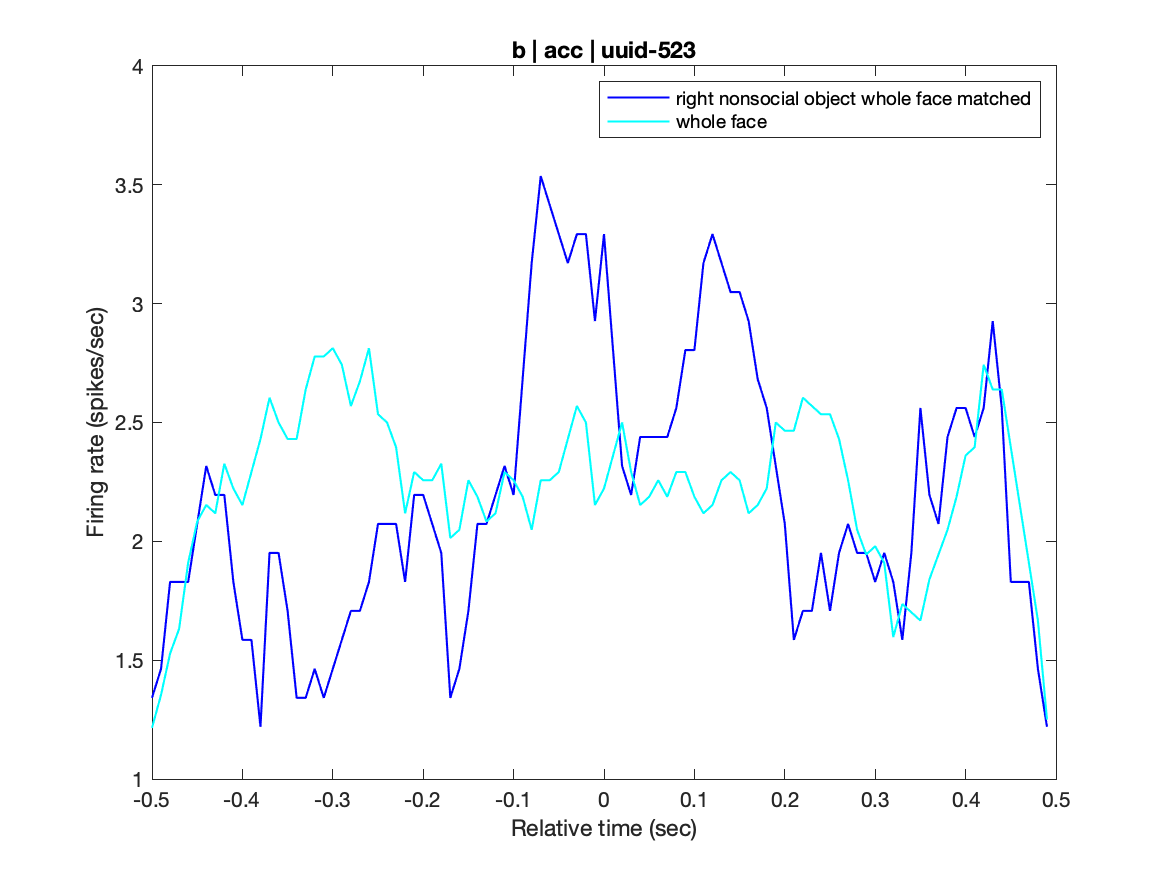 b | acc | uuid-523
4
right nonsocial object whole face matched
whole face
3.5
3
2.5
2
1.5
1
Firing rate (spikes/sec)
-0.5 -0.4 -0.3 -0.2 -0.1 0 0.1 0.2 0.3 0.4 0.5
Relative time (sec)